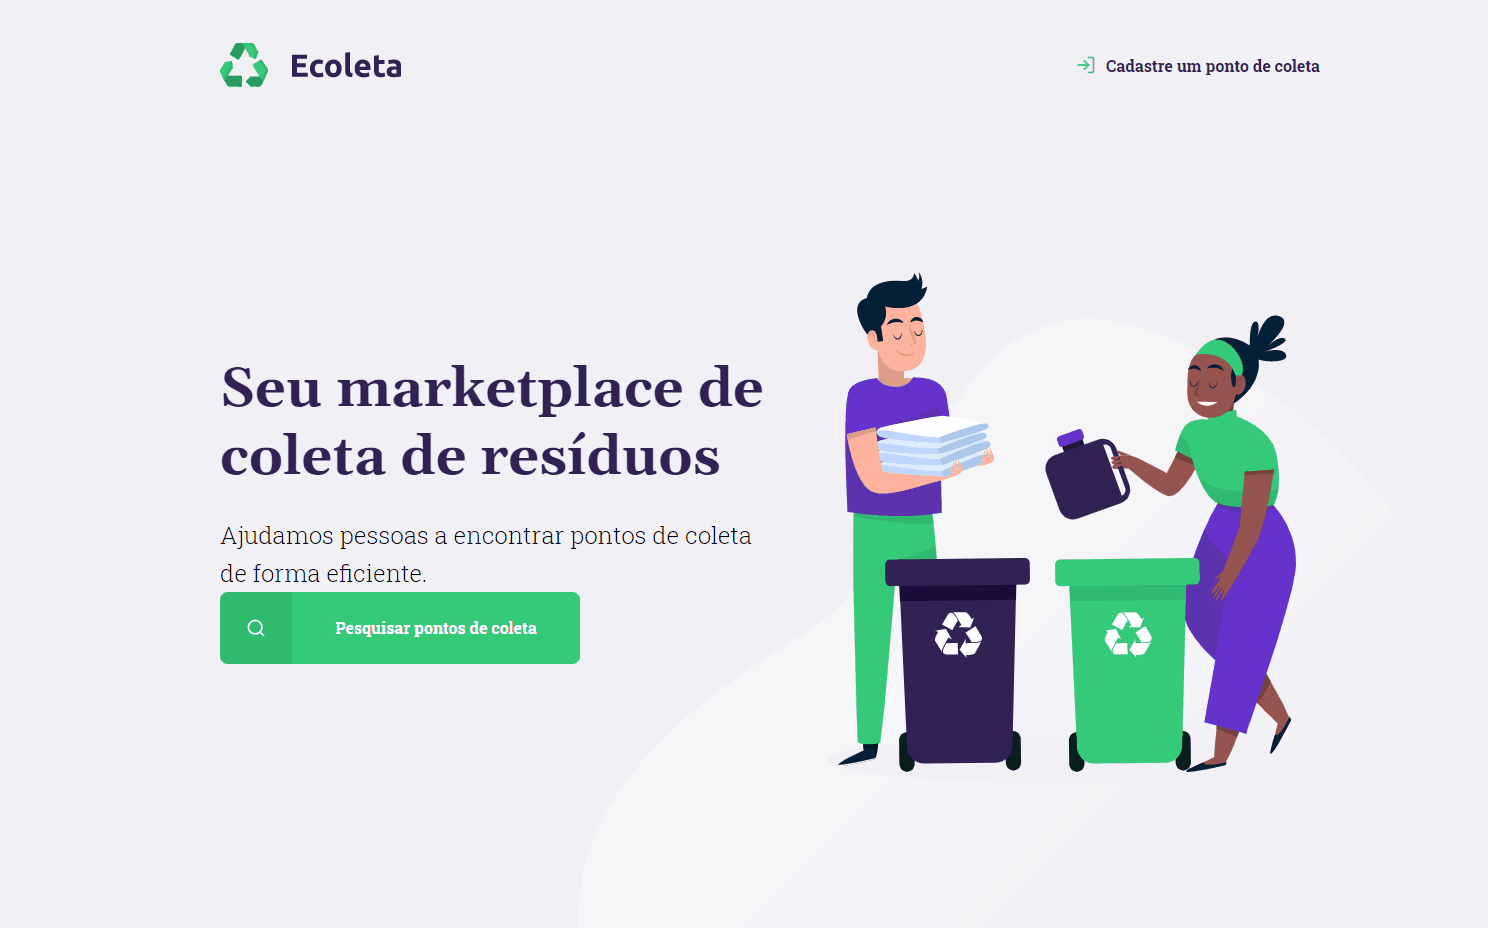 Ecoleta
Cadastre um ponto de coleta
Seu marketplace de
coleta de resíduos
Ajudamos pessoas a encontrar pontos de coleta
de forma eficiente.
Pesquisar pontos de coleta